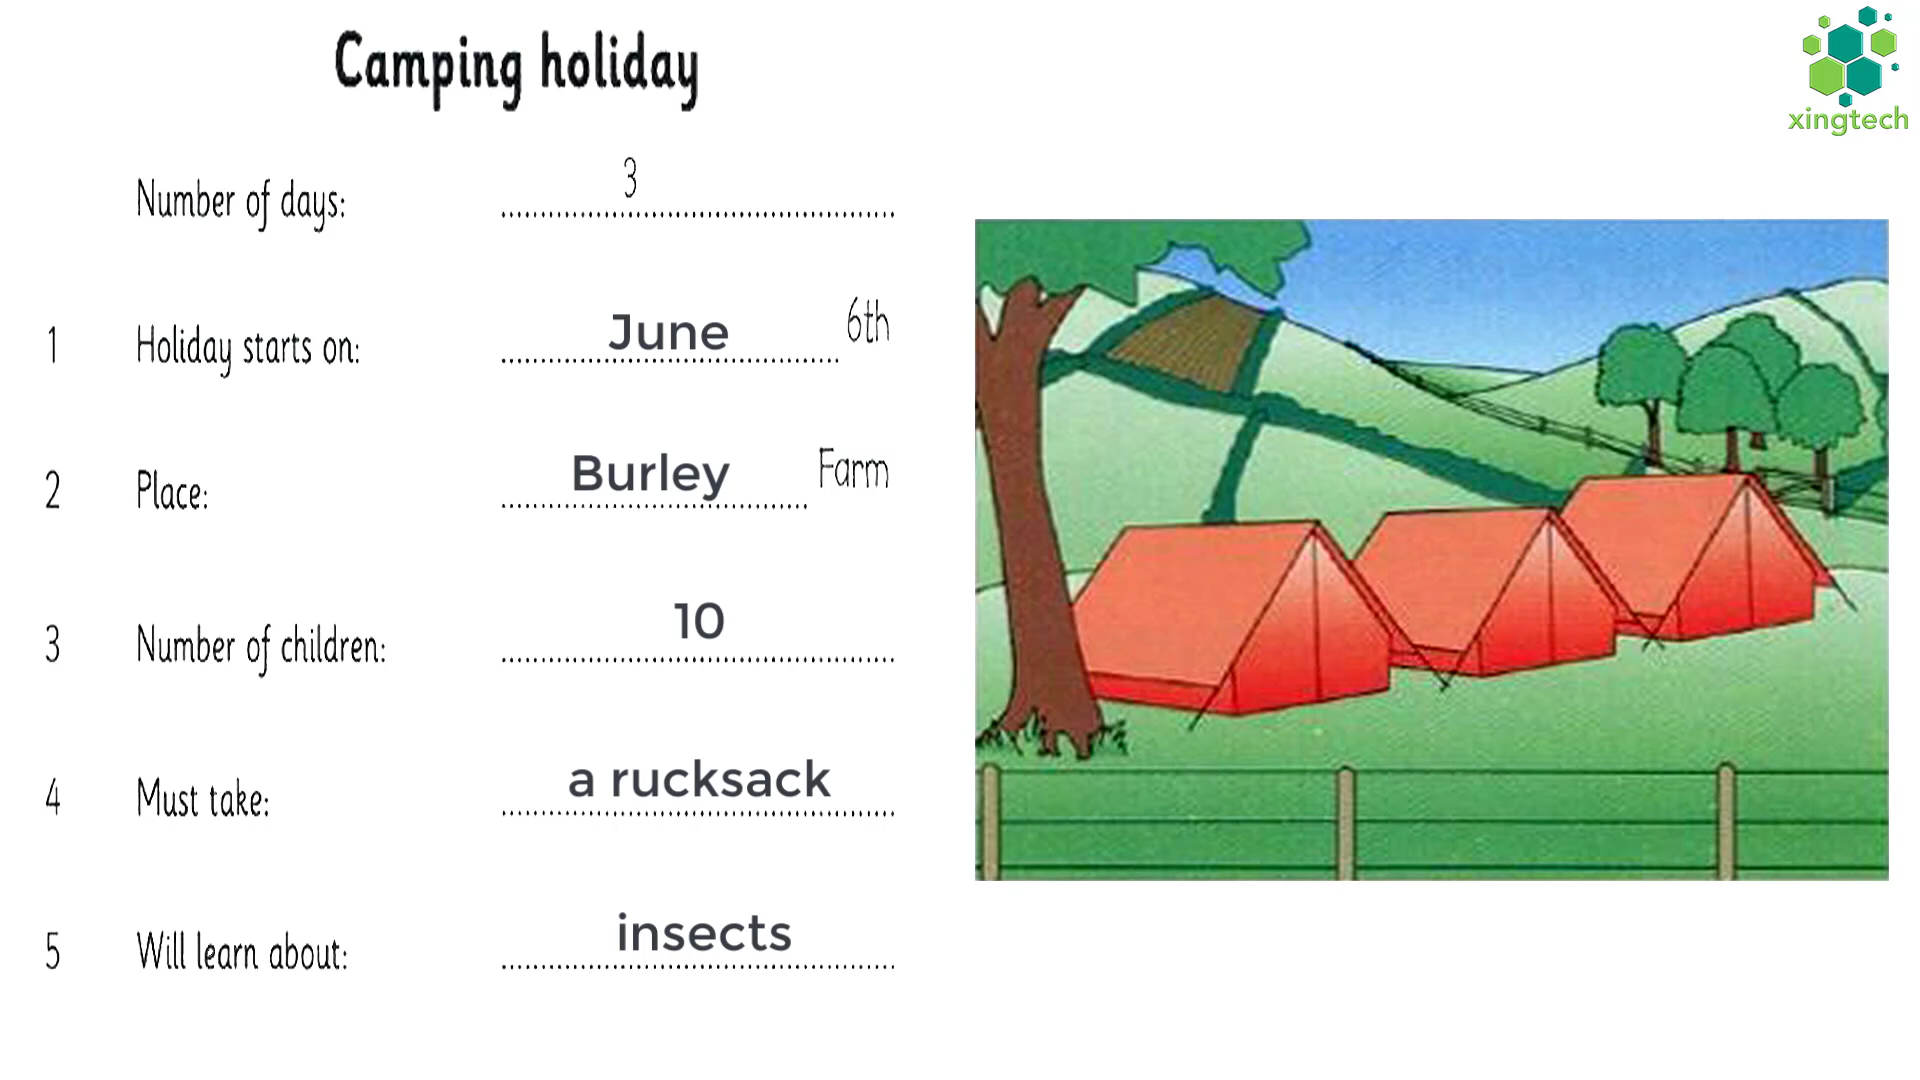 Camping holiday
xingtech
Number of days: 3
1 Holiday starts on: June 6th
2 Place: Burley Farm
3 Number of children: 10
4 Must take: a rucksack
5 Will learn about: insects